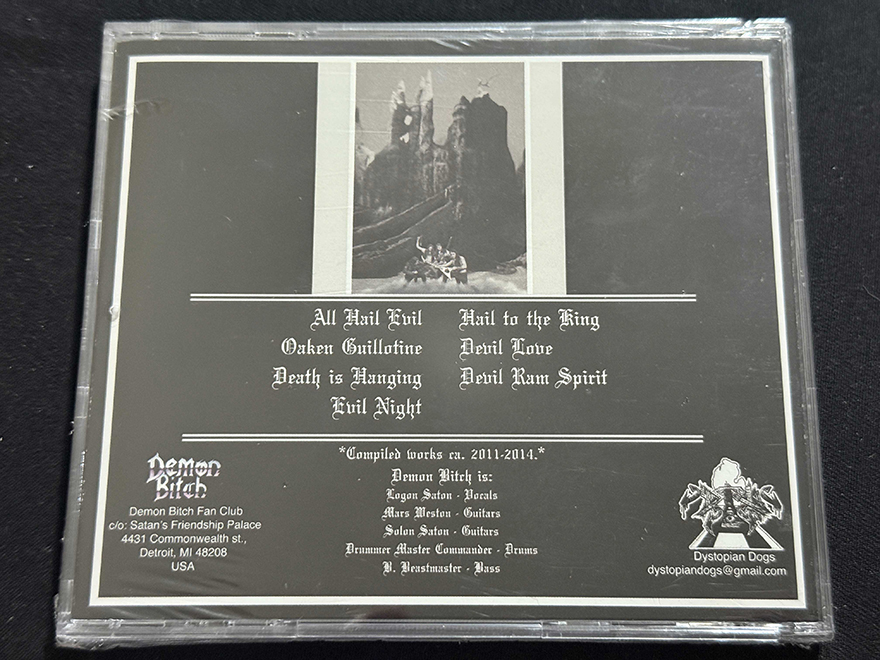 All Hail Evil
Oaken Guillotine
Death is Hanging
Evil Night
Hail to the King
Devil Love
Devil Ram Spirit
*Compiled works ca. 2011-2014.*
Demon Bitch is:
Logon Saton - Vocals
Mars Weston - Guitars
Solon Saton - Guitars
Drummer Master Commander - Drums
B. Beastmaster - Bass
Demon
Bitch
Demon Bitch Fan Club
c/o: Satan's Friendship Palace
4431 Commonwealth st.,
Detroit, MI 48208
USA
Dystopian Dogs
dystopiandogs@gmail.com